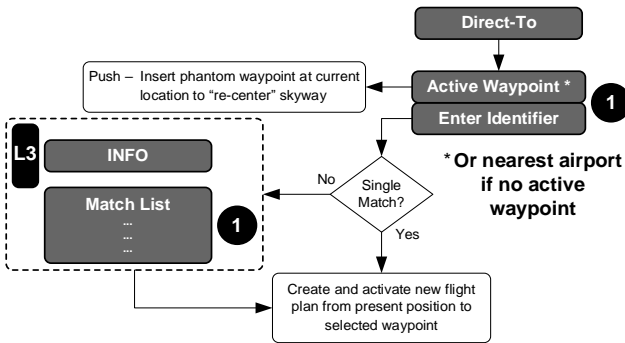 Direct-To
Push – Insert phantom waypoint at current
location to “re-center” skyway
Active Waypoint *
Enter Identifier
1
L3
INFO
Match List
...
...
...
1
No
Single
Match?
Yes
* Or nearest airport
if no active
waypoint
Create and activate new flight
plan from present position to
selected waypoint